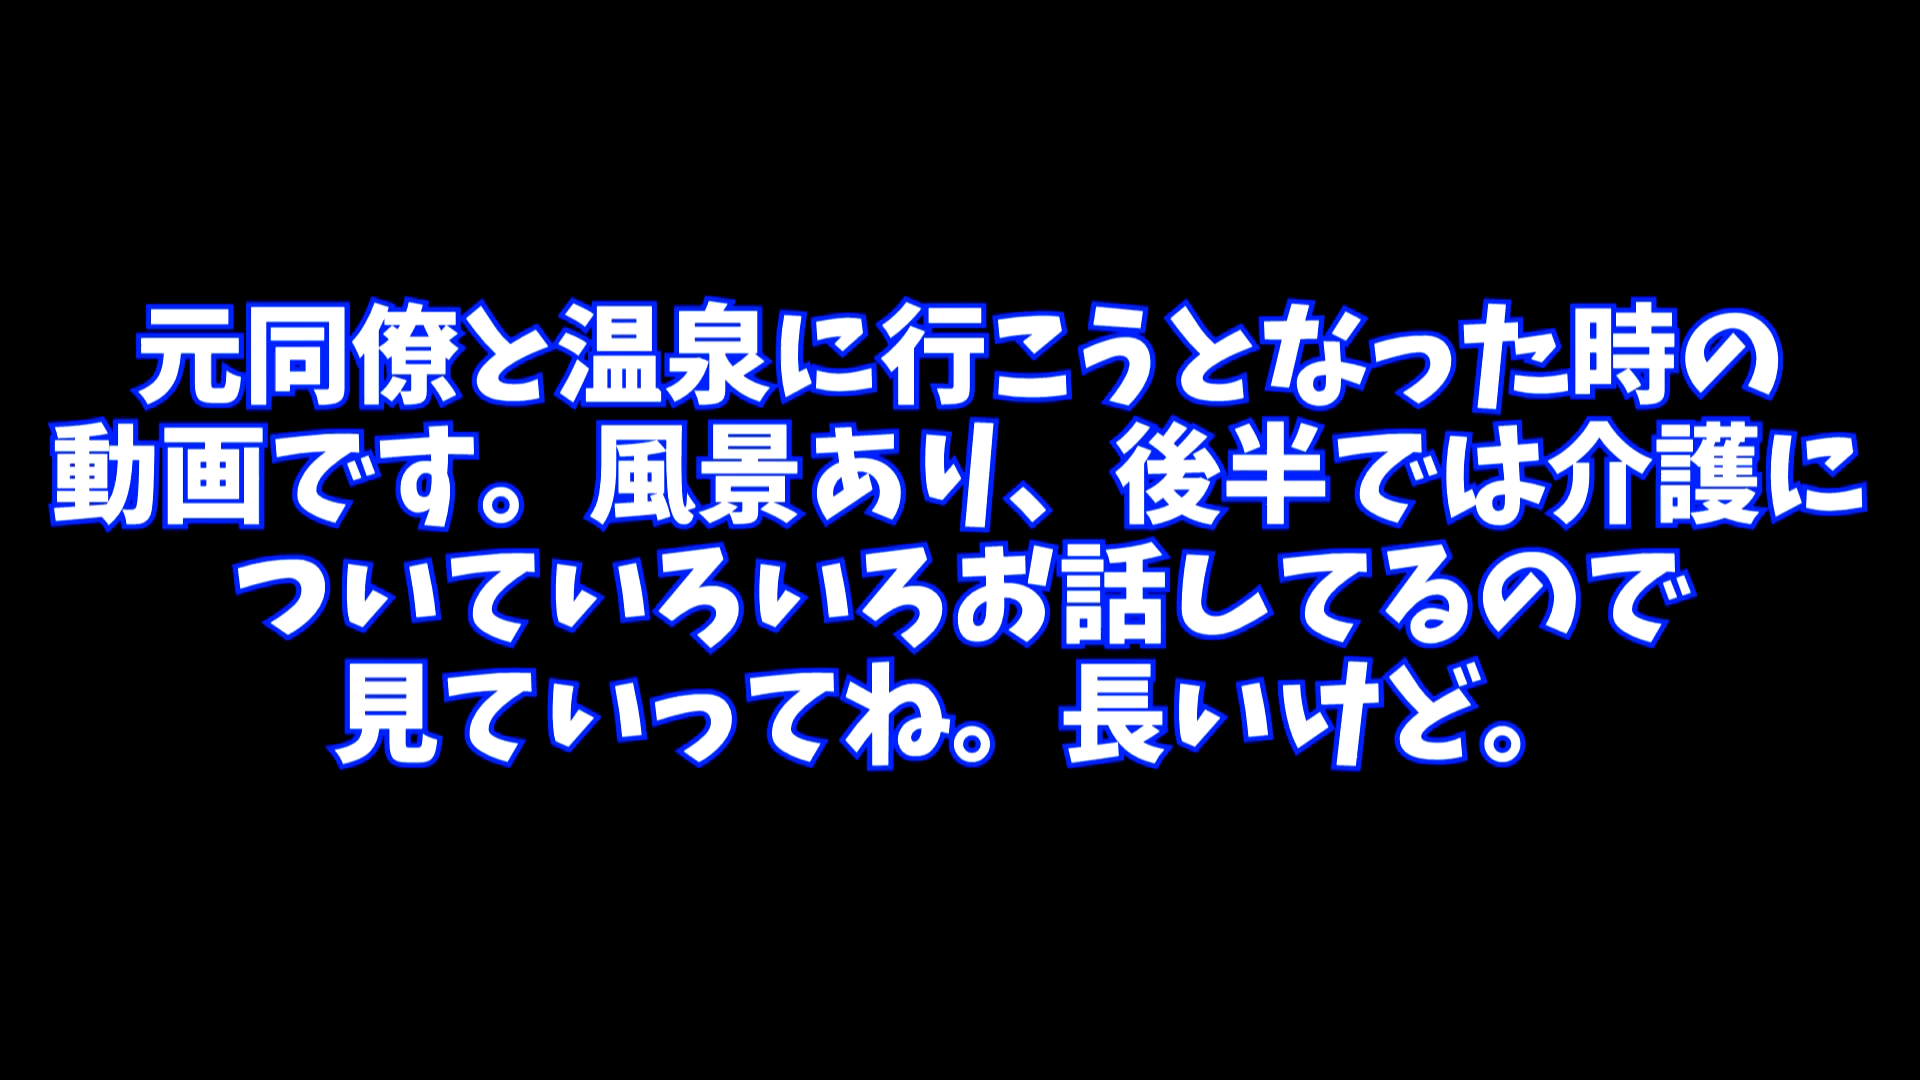 元同僚と温泉に行こうとなった時の
動画です。風景あり、後半では介護に
ついていろいろお話してるので
見ていってね。長いけど。